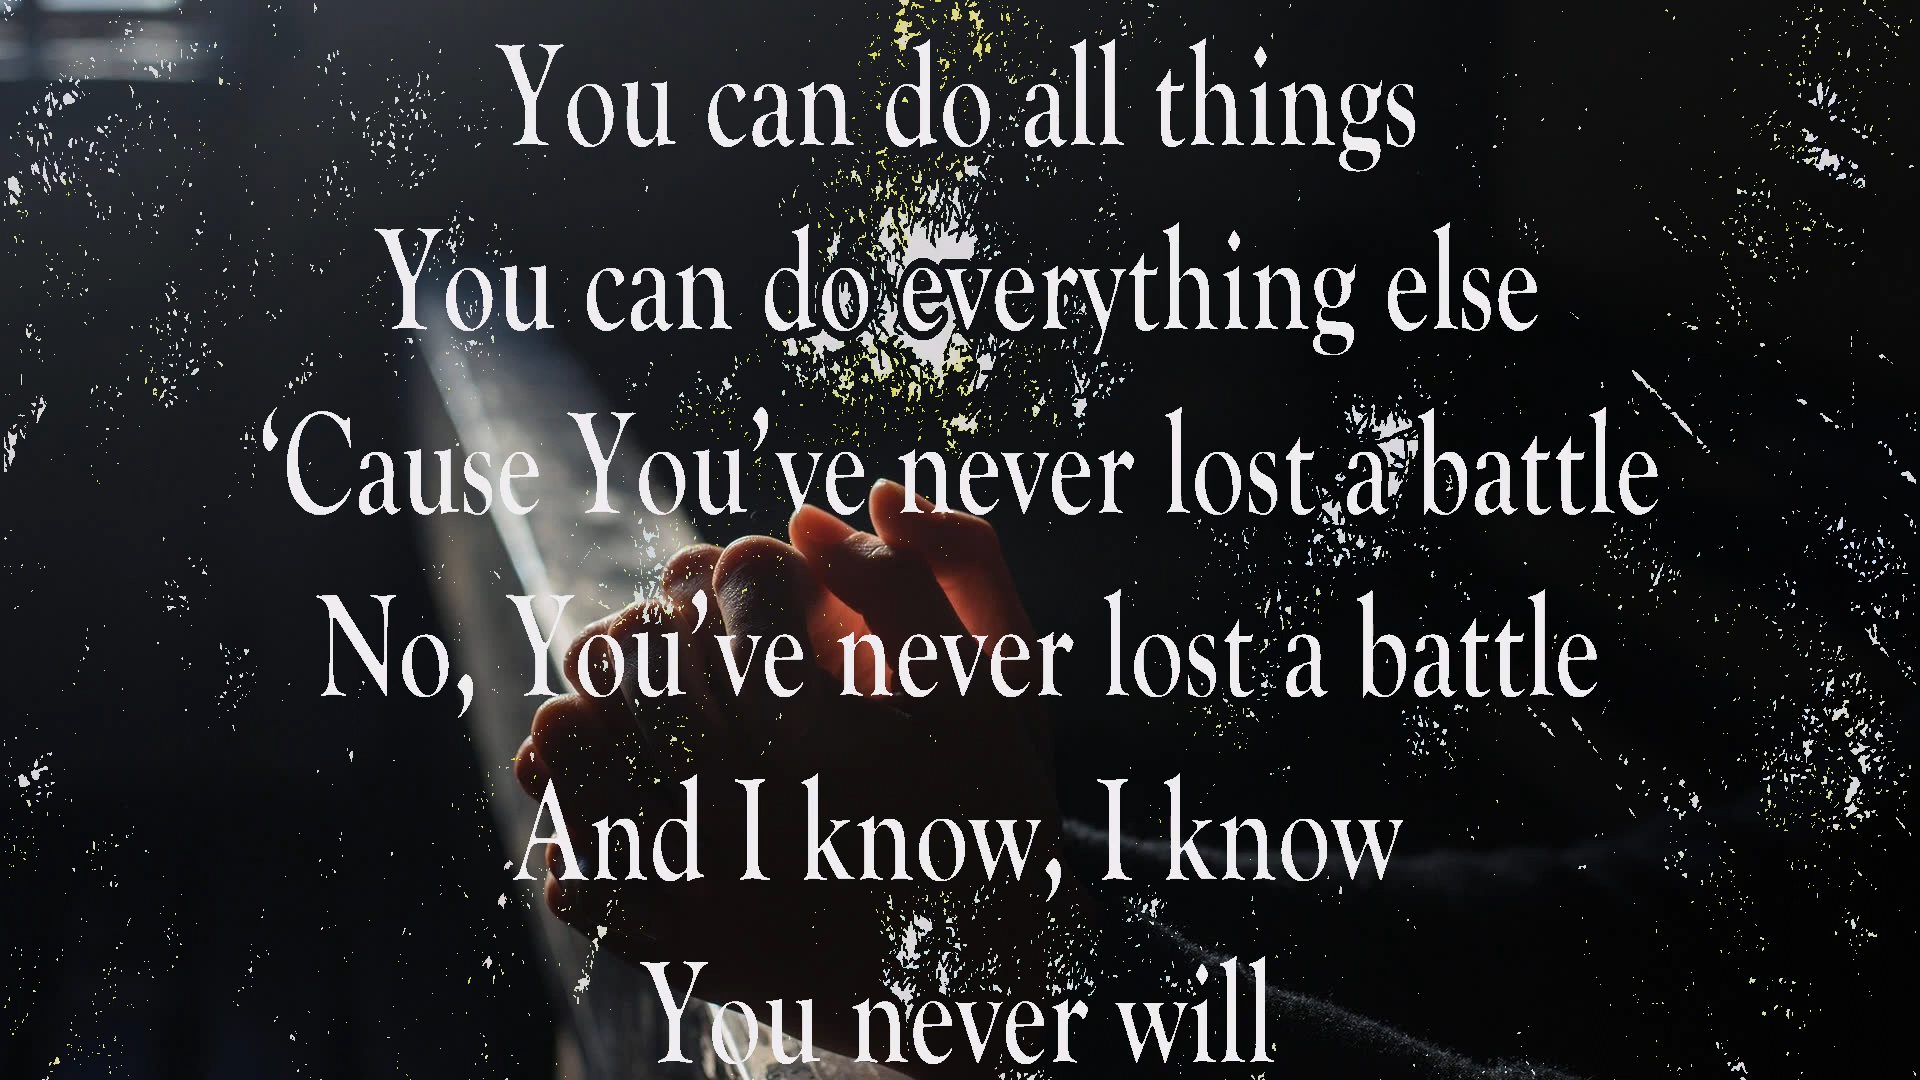 You can do all things
You can do everything else
‘Cause You’ve never lost a battle
No, You’ve never lost a battle
And I know, I know
You never will